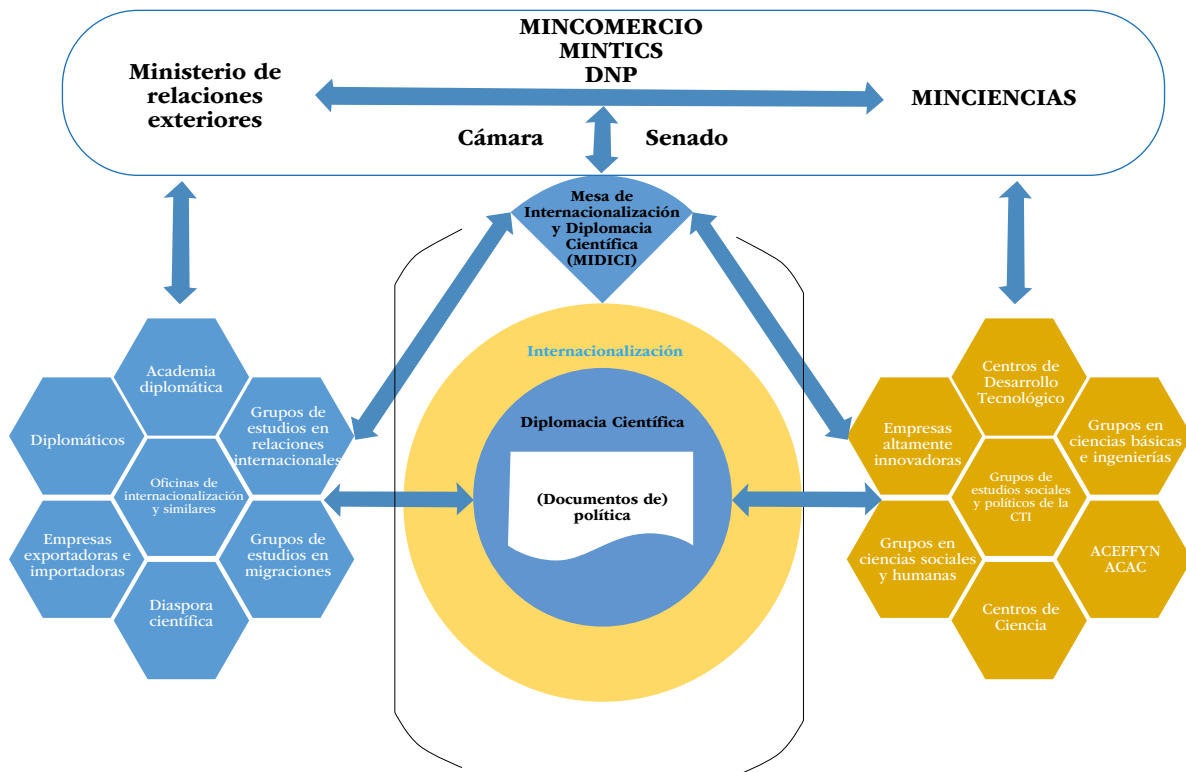 MINCOMERCIO
MINTICS
DNP
Ministerio de
relaciones
exteriores
MINCIENCIAS
Cámara
Senado
Mesa de
Internacionalización
y Diplomacia
Científica
(MIDICI)
Internacionalización
Diplomacia Científica
(Documentos de)
política
Academia
diplomática
Diplomáticos
Grupos de
estudios en
relaciones
internacionales
Oficinas de
internacionalización
y similares
Empresas
exportadoras e
importadoras
Grupos de
estudios en
migraciones
Diaspora
científica
Centros de
Desarrollo
Tecnológico
Empresas
altamente
innovadoras
Grupos en
ciencias básicas
e ingenierías
Grupos de
estudios sociales
y políticos de la
CTI
Grupos en
ciencias sociales
y humanas
ACEFFYN
ACAC
Centros de
Ciencia